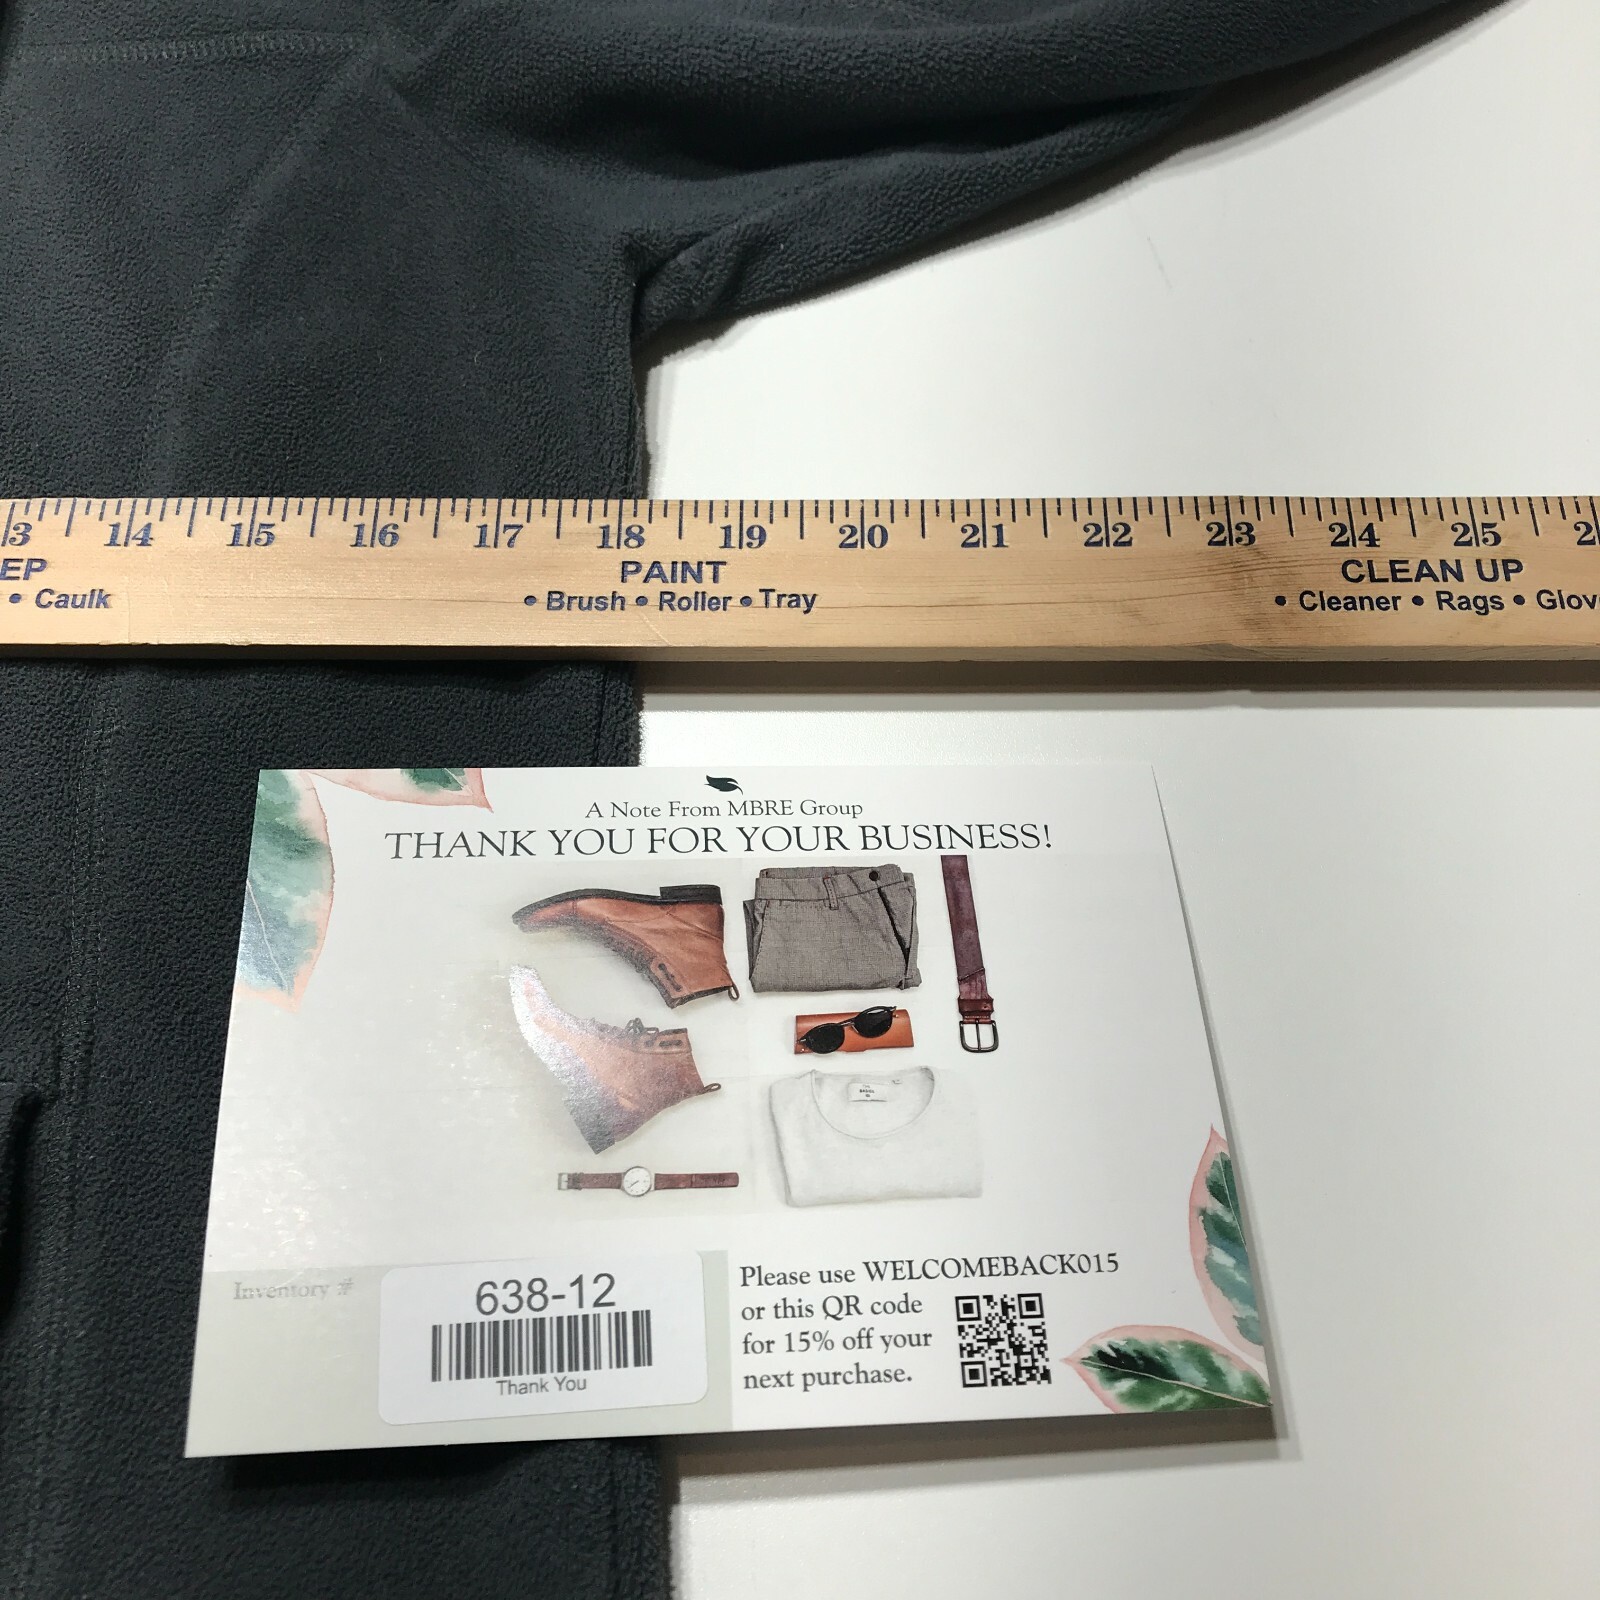 13 14 15 16 17 18 19 20 21 22 23 24 25 2
EP PAINT CLEAN UP
• Caulk • Brush • Roller • Tray • Cleaner • Rags • Glov
A Note From MBRE Group
THANK YOU FOR YOUR BUSINESS!
Inventory #
638-12
Thank You
Please use WELCOMEBACK015
or this QR code
for 15% off your
next purchase.